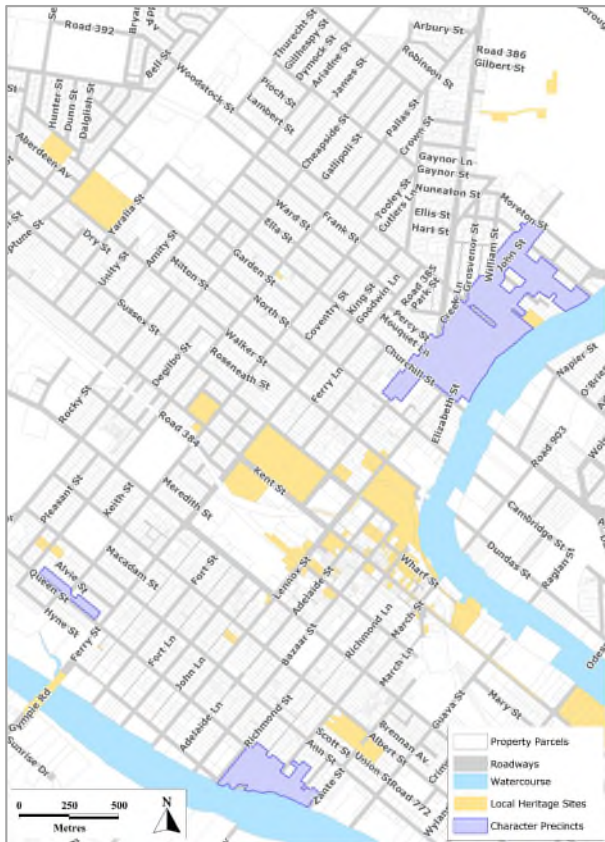 Road 392
Bell St
Woodstock St
Thurecht St
Gillhespy St
Dymock St
Ariadne St
James St
Pioch St
Lambert St
Cheapside St
Gallipoli St
Arbury St
Robinson St
Road 386
Gilbert St
Pallas St
Crown St
Gaynor Ln
Gaynor St
Nuneaton St
Tooley St
Cutlers Ln
Ellis St
Hart St
Moreton St
John St
William St
Grosvenor St
Creek Ln
Hunter St
Dunn St
Dalglish St
Aberdeen Av
Yaralla St
Dry St
Unity St
Amity St
Milton St
Ward St
Ella St
Frank St
Garden St
North St
Coventry St
King St
Goodwin Ln
Road 385
Park St
Percy St
Mouquet Ln
Churchill St
Elizabeth St
Sussex St
Degilbo St
Walker St
Roseneath St
Ferry Ln
Rocky St
Road 384
Kent St
Meredith St
Napier St
Road 903
Cambridge St
Dundas St
Raglan St
Pleasant St
Keith St
Macadam St
Fort St
Lennox St
Adelaide St
Wharf St
March St
Alvie St
Queen St
Hyne St
Ferry St
Fort Ln
John Ln
Bazaar St
Richmond Ln
March Ln
Mary St
Guava St
Adelaide Ln
Richmond St
Gympie Rd
Sunrise Dr
Scott St
Ann St
Zante St
Union St
Albert St
Brennan Av
Road 772
Property Parcels
Roadways
Watercourse
Local Heritage Sites
Character Precincts
0 250 500
Metres
N